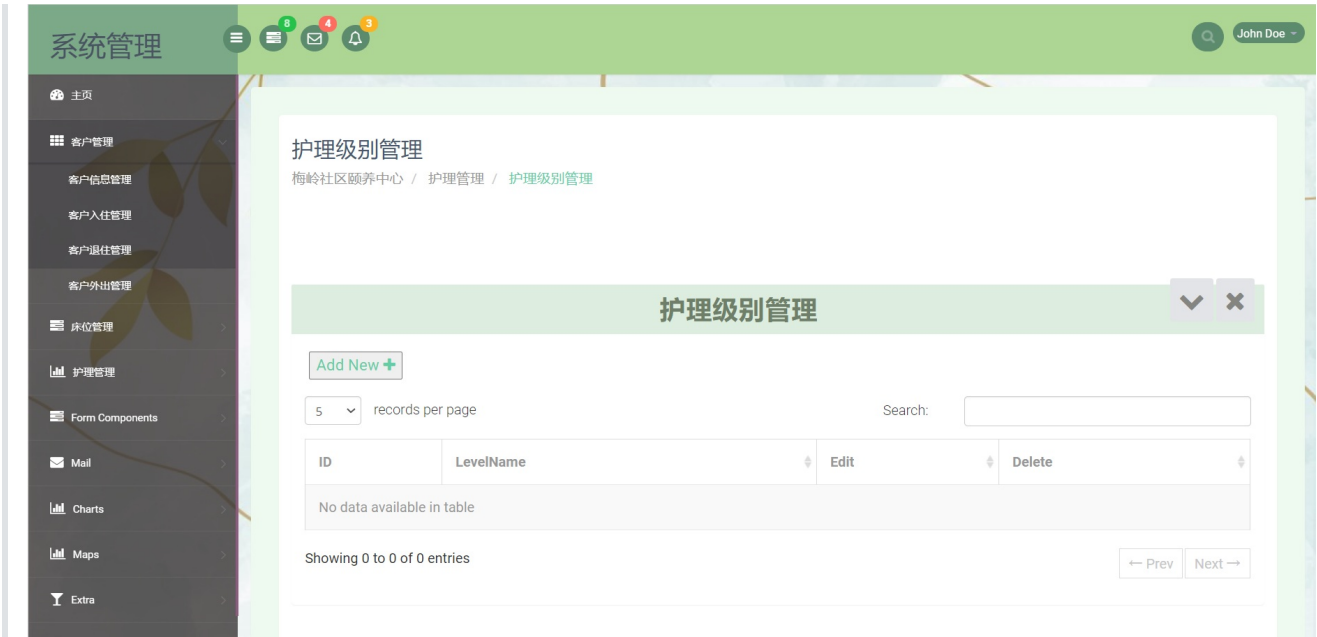 系统管理
8
4
3
John Doe
主页
客户管理
客户信息管理
客户入住管理
客户退住管理
客户外出管理
床位管理
护理管理
Form Components
Mail
Charts
Maps
Extra
护理级别管理
梅岭社区颐养中心 / 护理管理 / 护理级别管理
护理级别管理
Add New
5 records per page
Search:
ID LevelName Edit Delete
No data available in table
Showing 0 to 0 of 0 entries
← Prev Next →